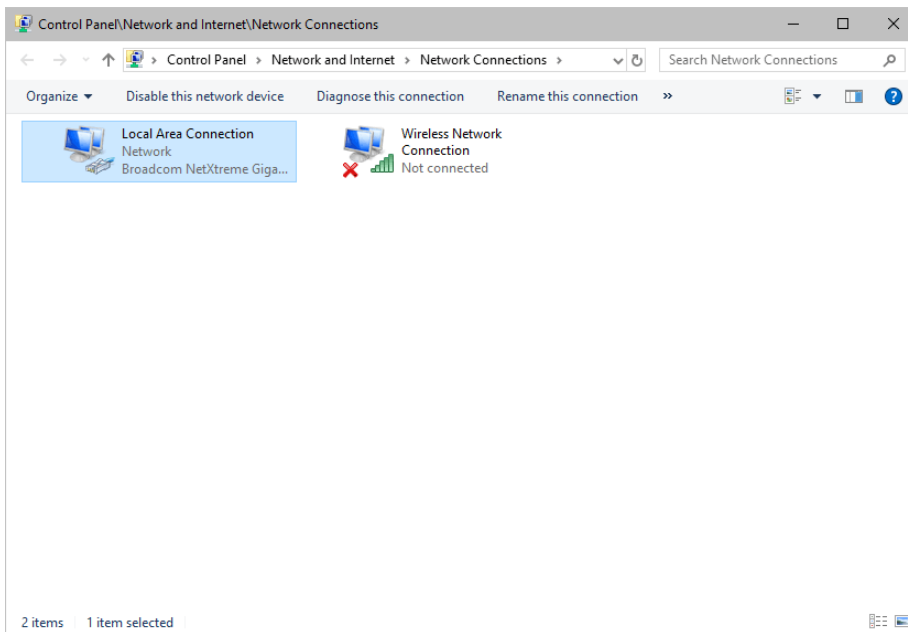 Control Panel\Network and Internet\Network Connections
Control Panel > Network and Internet > Network Connections >
Search Network Connections
Organize
Disable this network device
Diagnose this connection
Rename this connection
»
?
Local Area Connection
Network
Broadcom NetXtreme Giga...
Wireless Network
Connection
Not connected
2 items
1 item selected